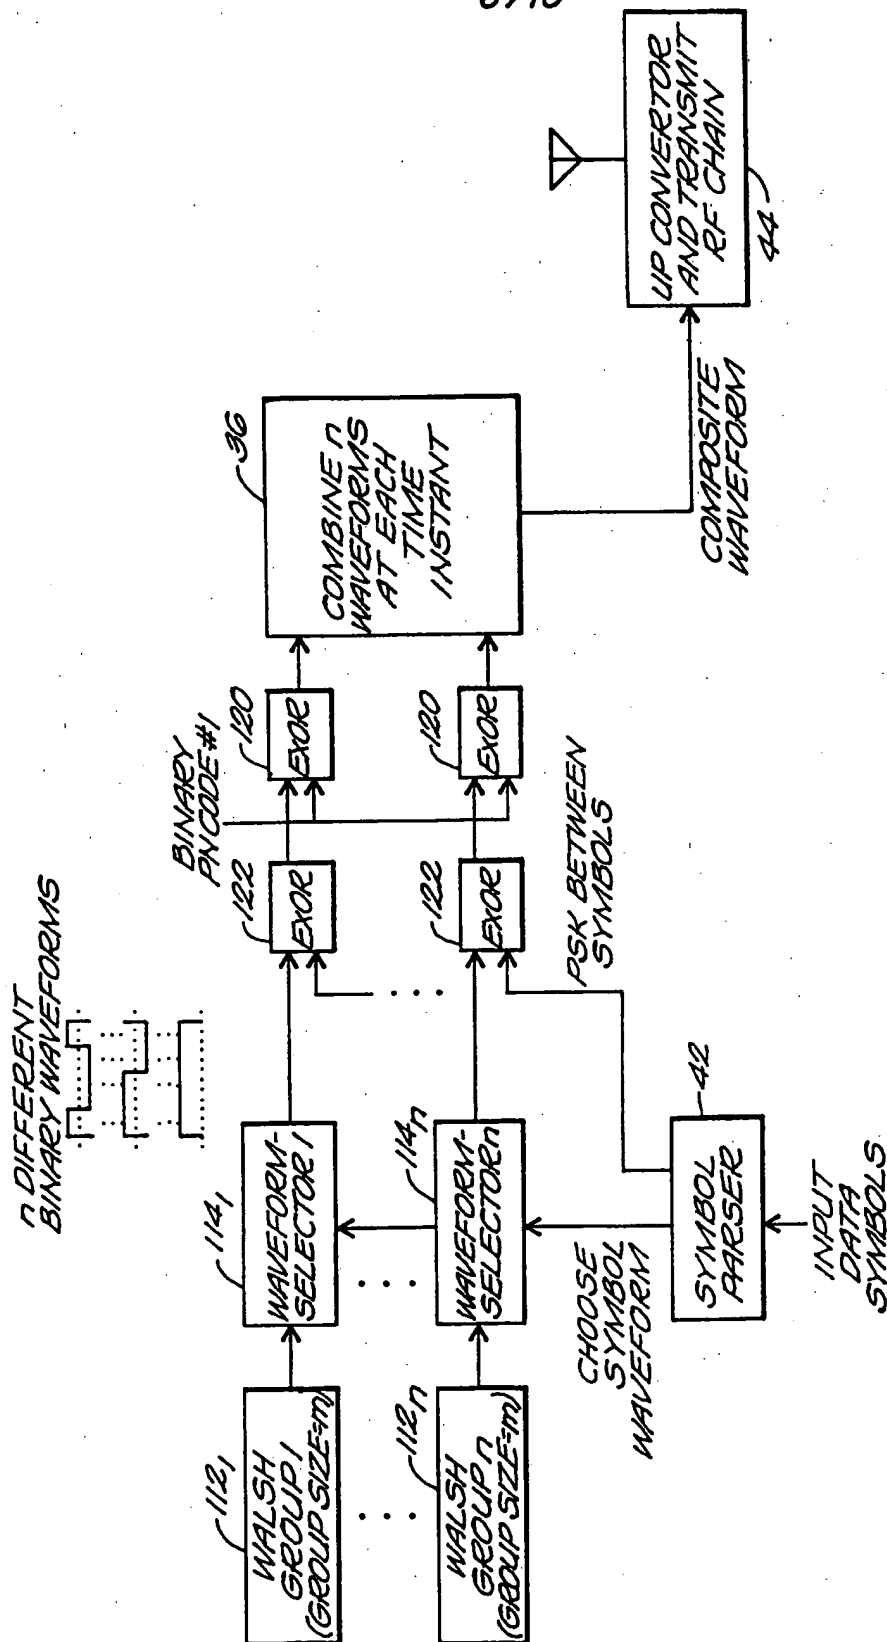 n DIFFERENT
BINARY WAVEFORMS
112₁
WALSH
GROUP 1
(GROUP SIZE=m)
114₁
WAVEFORM-
SELECTOR 1
122
EXOR
BINARY
PN CODE #1
120
EXOR
36
COMBINE n
WAVEFORMS
AT EACH
TIME
INSTANT
112n
WALSH
GROUP n
(GROUP SIZE=m)
114n
WAVEFORM-
SELECTOR n
122
EXOR
120
EXOR
CHOOSE
SYMBOL
WAVEFORM
PSK BETWEEN
SYMBOLS
42
SYMBOL
PARSER
INPUT
DATA
SYMBOLS
COMPOSITE
WAVEFORM
UP CONVERTOR
AND TRANSMIT
RF CHAIN
44